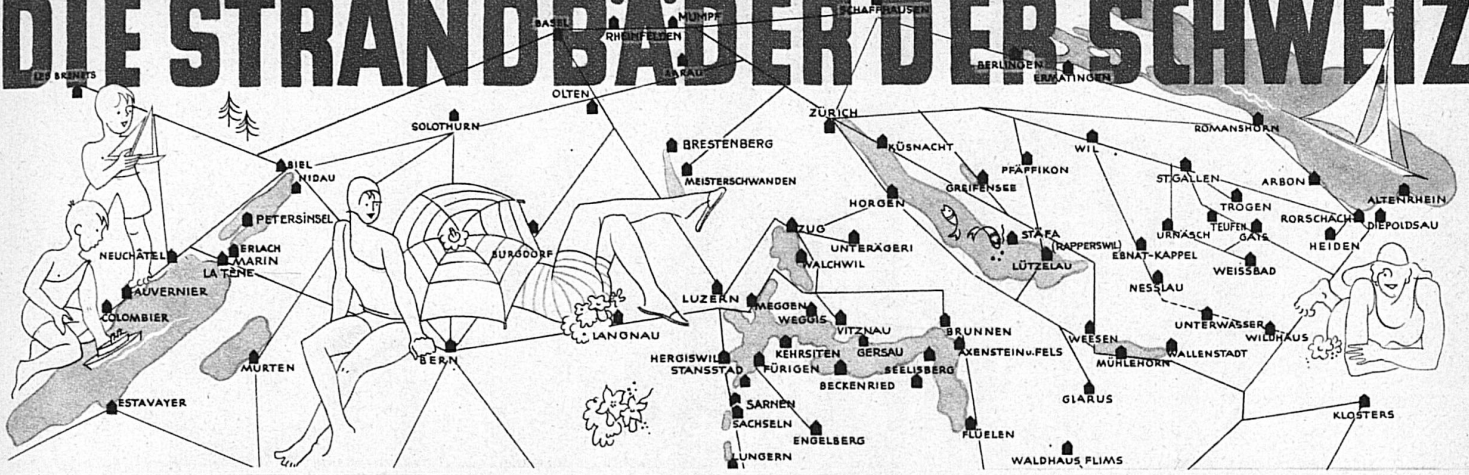 DIE STRANDBÄDER DER SCHWEIZ
BASEL
RHEINFELDEN
MUMPF
SCHAFFHAUSEN
LES BRENETS
AARAU
BERLINGEN
ERMATINGEN
OLTEN
SOLOTHURN
ZÜRICH
ROMANSHORN
BRESTENBERG
KÜSNACHT
WIL
BIEL
NIDAU
MEISTERSCHWANDEN
GREIFENSEE
PFÄFFIKON
ST.GALLEN
ARBON
ALTENRHEIN
HORGEN
TROGEN
PETERSINSEL
ZUG
UNTERÄGERI
STÄFA
(RAPPERSWIL)
URNÄSCH
TEUFEN
GAIS
RORSCHACH
DIEPOLDSAU
HEIDEN
NEUCHÂTEL
ERLACH
MARIN
LA TÈNE
BURGDORF
WALCHWIL
LÜTZELAU
EBNAT-KAPPEL
WEISSBAD
AUVERNIER
COLOMBIER
LUZERN
MEGGEN
WEGGIS
VITZNAU
BRUNNEN
NESSLAU
UNTERWASSER
WILDHAUS
LANGNAU
BERN
MURTEN
HERGISWIL
STANSSTAD
KEHRSITEN
FÜRIGEN
GERSAU
BECKENRIED
SEELISBERG
AXENSTEIN u. FELS
WEESEN
MÜHLEHORN
WALLENSTADT
ESTAVAYER
SARNEN
SACHSELN
ENGELBERG
FLÜELEN
GLARUS
KLOSTERS
LUNGERN
WALDHAUS FLIMS